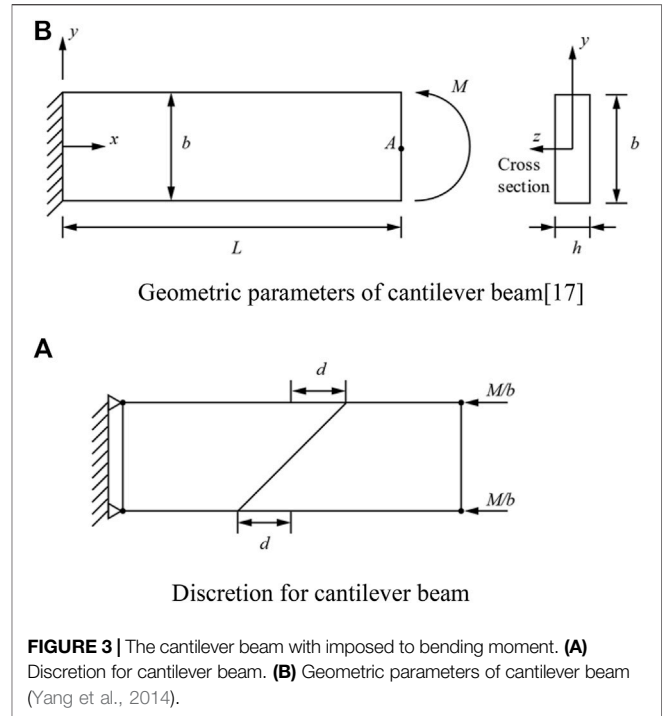 B
y
x
b
A
M
L
y
z
Cross
section
b
h
Geometric parameters of cantilever beam[17]
A
d
M/b
M/b
d
Discretion for cantilever beam
FIGURE 3 | The cantilever beam with imposed to bending moment. (A)
Discretion for cantilever beam. (B) Geometric parameters of cantilever beam
(Yang et al., 2014).